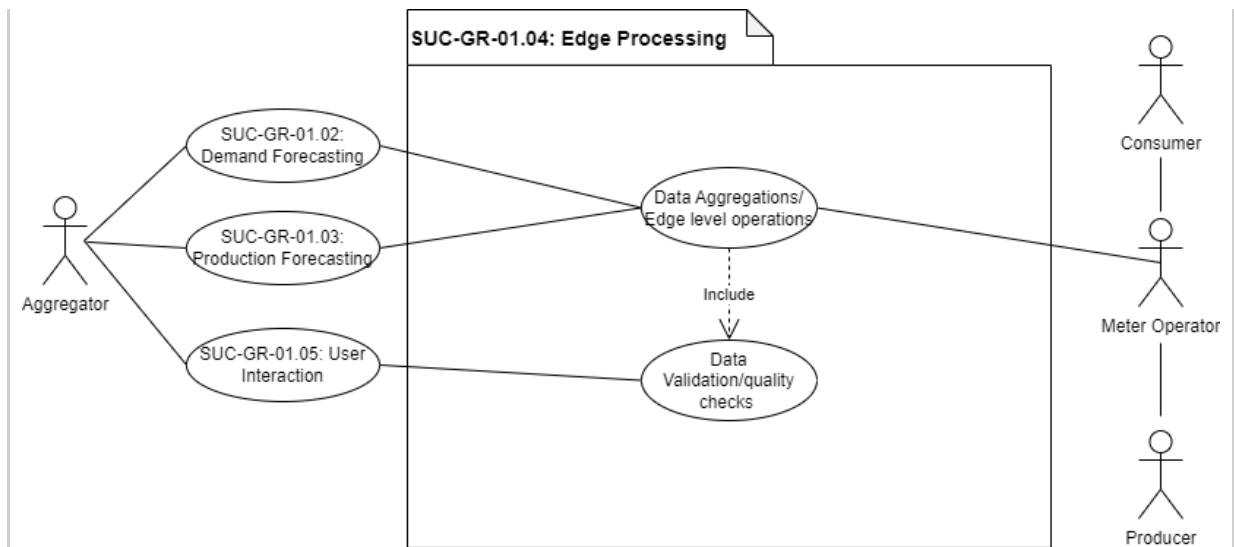 SUC-GR-01.04: Edge Processing
Consumer
SUC-GR-01.02:
Demand Forecasting
Data Aggregations/
Edge level operations
SUC-GR-01.03:
Production Forecasting
Aggregator
Include
Meter Operator
SUC-GR-01.05: User
Interaction
Data
Validation/quality
checks
Producer